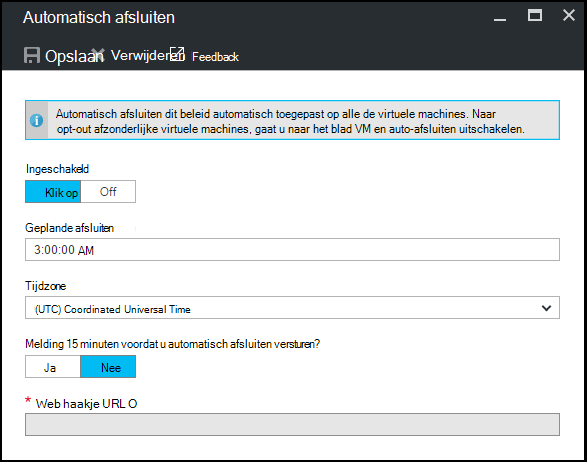 Automatisch afsluiten
Opslaan Verwijderen Feedback
Automatisch afsluiten dit beleid automatisch toegepast op alle de virtuele machines. Naar
opt-out afzonderlijke virtuele machines, gaat u naar het blad VM en auto-afsluiten uitschakelen.
Ingeschakeld
Klik op Off
Geplande afsluiten
3:00:00 AM
Tijdzone
(UTC) Coordinated Universal Time
Melding 15 minuten voordat u automatisch afsluiten versturen?
Ja Nee
* Web haakje URL O